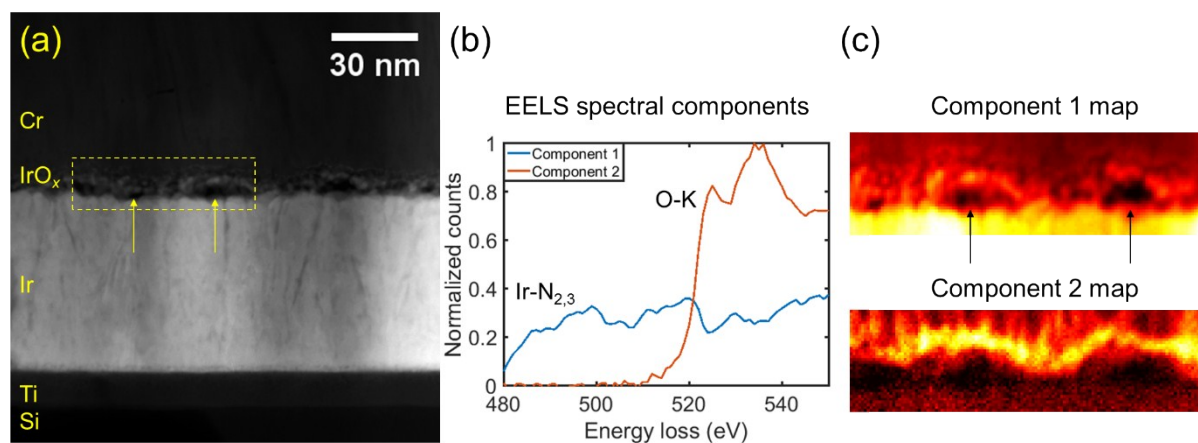 (a)
30 nm
Cr
IrOₓ
Ir
Ti
Si
(b)
EELS spectral components
Component 1
Component 2
O-K
Ir-N₂,₃
Normalized counts
1
0.8
0.6
0.4
0.2
0
480
500
520
540
Energy loss (eV)
(c)
Component 1 map
Component 2 map